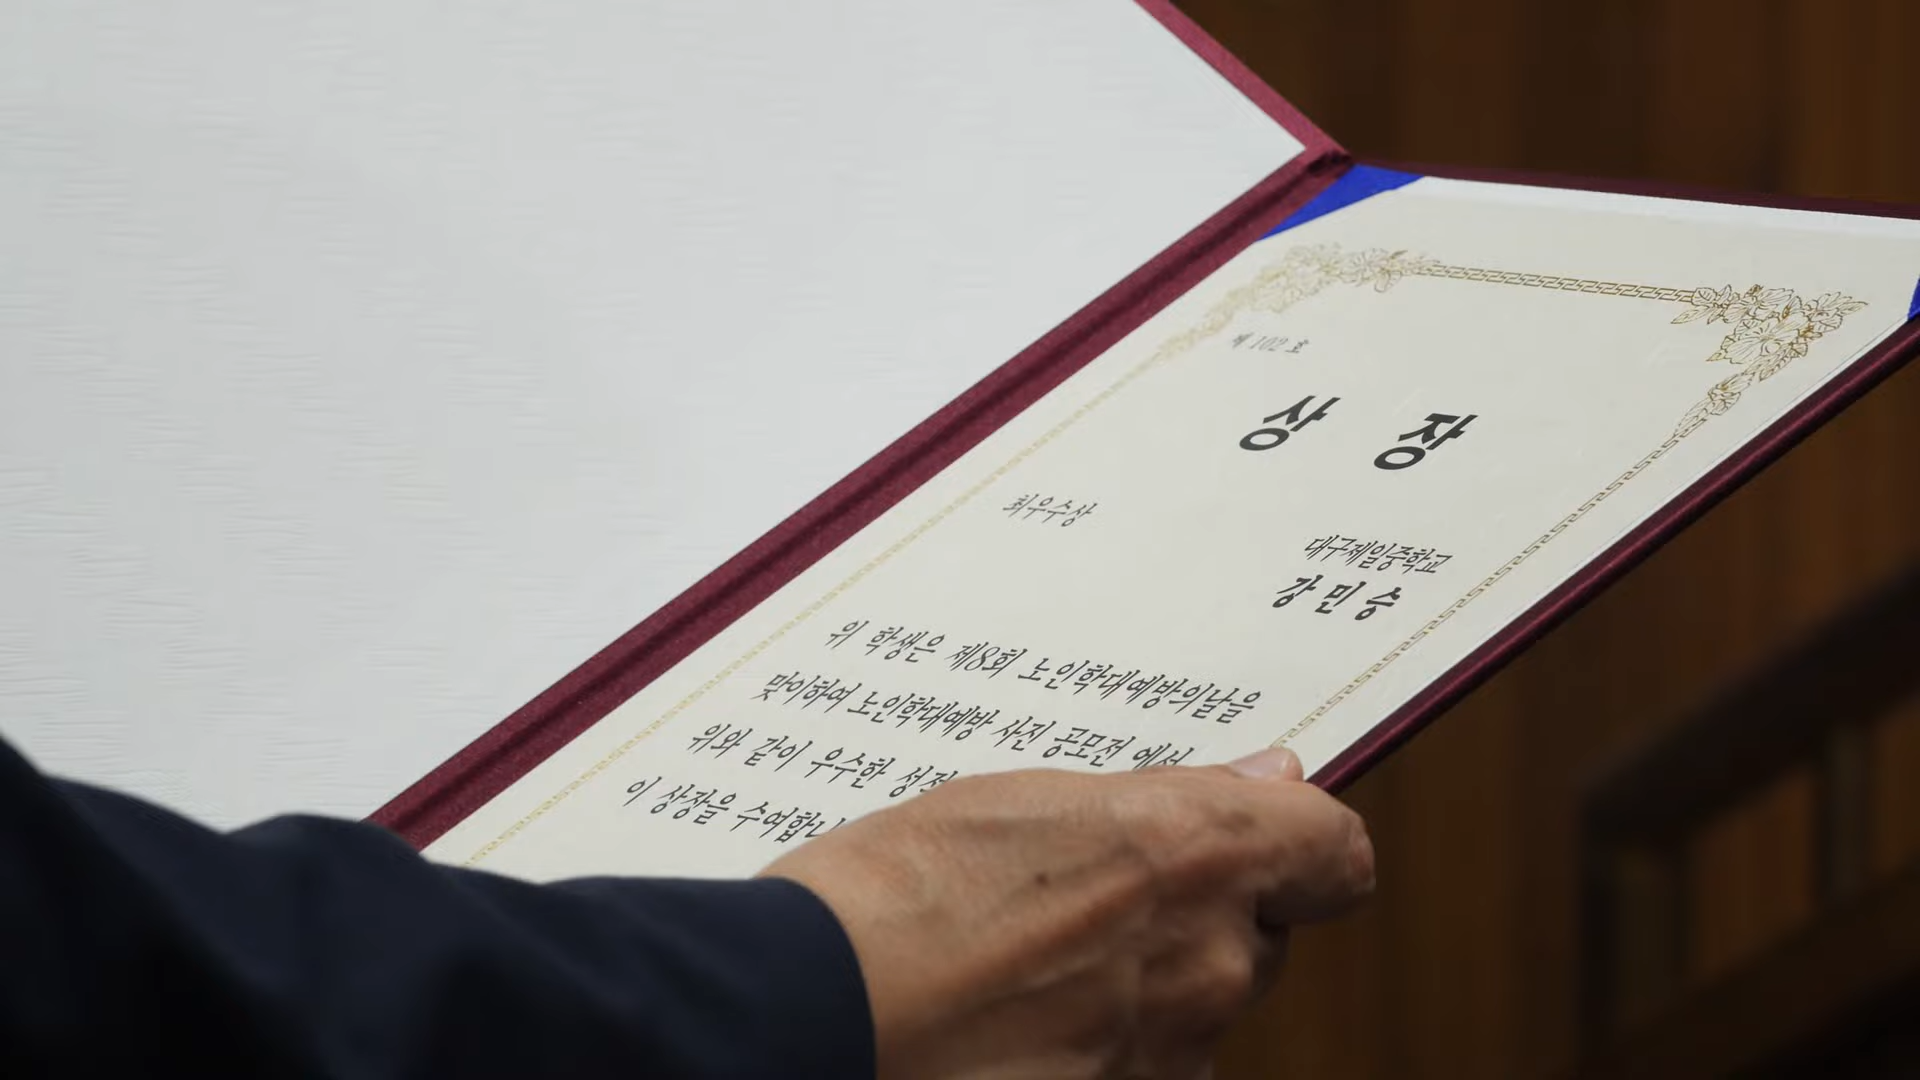 제 102 호
상 장
최우수상
대구제일중학교
강민승
위 학생은 제8회 노인학대예방의날을
맞이하여 노인학대예방 사진 공모전 에서
위와 같이 우수한
이 상장을